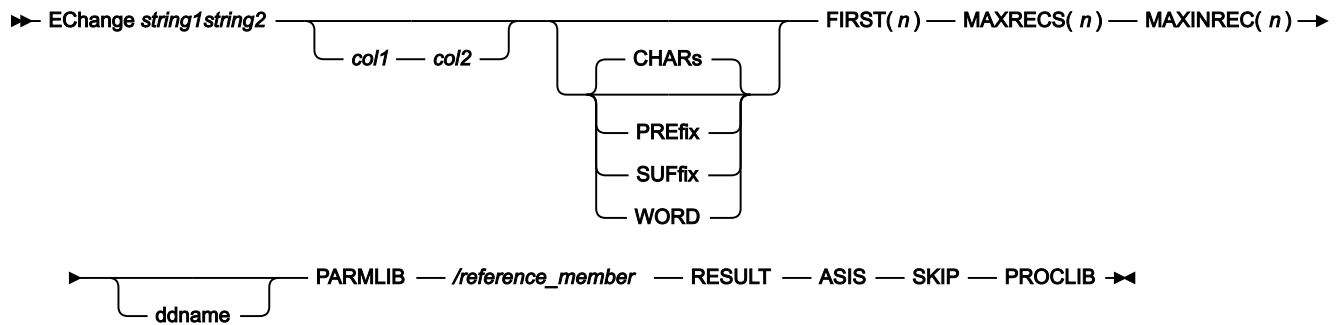 EChange string1string2 FIRST( n ) MAXRECS( n ) MAXINREC( n )
col1 col2 CHARs
PREfix
SUFfix
WORD
PARMLIB /reference_member RESULT ASIS SKIP PROCLIB
ddname